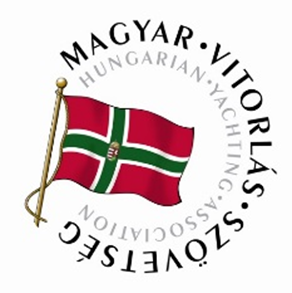 MAGYAR • VITORLÁS • SZÖVETSÉG
HUNGARIAN • YACHTING • ASSOCIATION